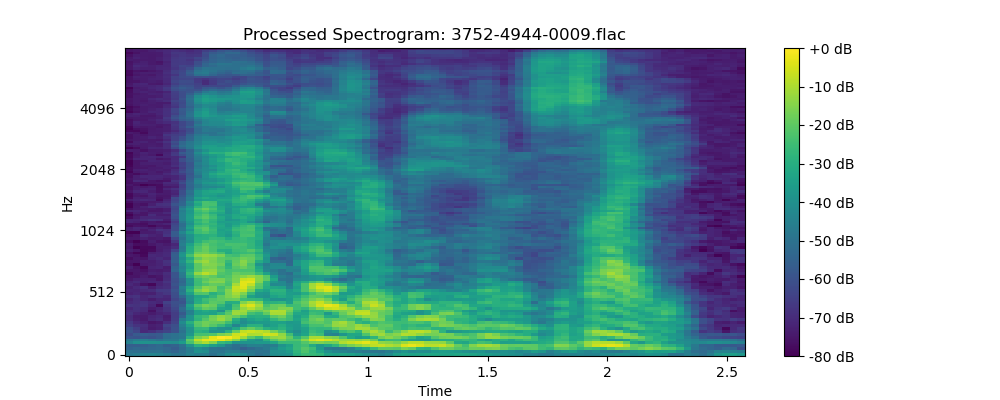 Processed Spectrogram: 3752-4944-0009.flac
Hz
4096
2048
1024
512
0
0
0.5
1
1.5
2
2.5
Time
+0 dB
-10 dB
-20 dB
-30 dB
-40 dB
-50 dB
-60 dB
-70 dB
-80 dB